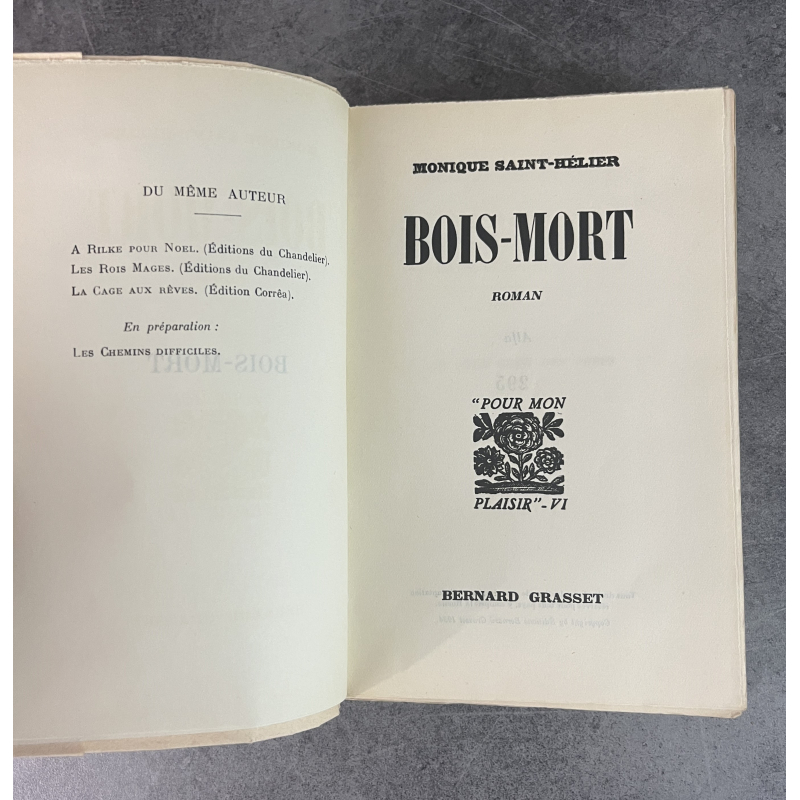 DU MÊME AUTEUR
A RILKE POUR NOEL. (Éditions du Chandelier).
LES ROIS MAGES. (Éditions du Chandelier).
LA CAGE AUX RÊVES. (Édition Corrêa).
En préparation :
LES CHEMINS DIFFICILES.
MONIQUE SAINT-HÉLIER
BOIS-MORT
ROMAN
"POUR MON
PLAISIR"-VI
BERNARD GRASSET